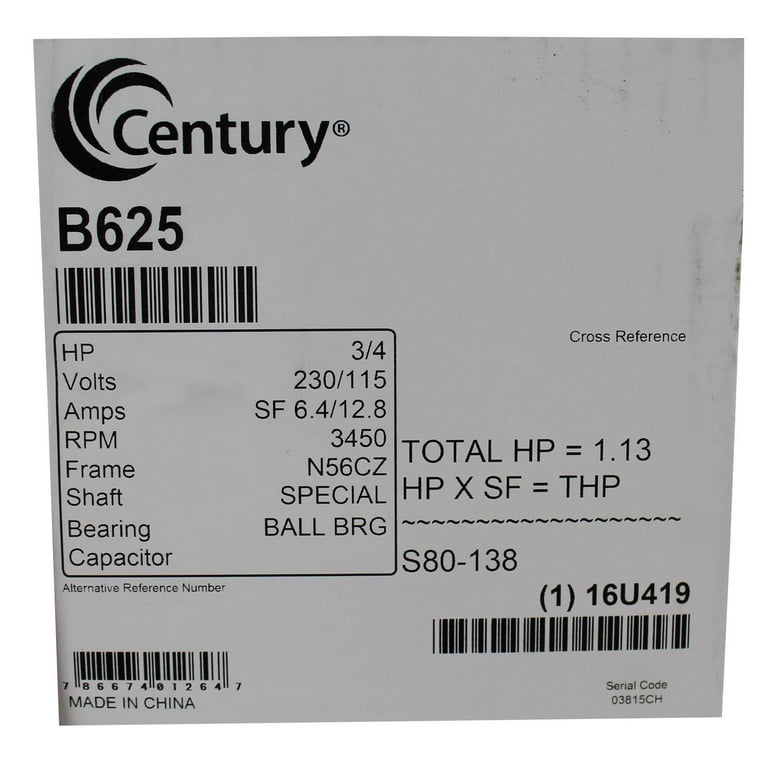 Century®
B625
HP 3/4
Volts 230/115
Amps SF 6.4/12.8
RPM 3450
Frame N56CZ
Shaft SPECIAL
Bearing BALL BRG
Capacitor
Alternative Reference Number
Cross Reference
TOTAL HP = 1.13
HP X SF = THP
~~~~~~~~~~~~~~~~~~~
S80-138
(1) 16U419
7 86674 01264 7
MADE IN CHINA
Serial Code
03815CH